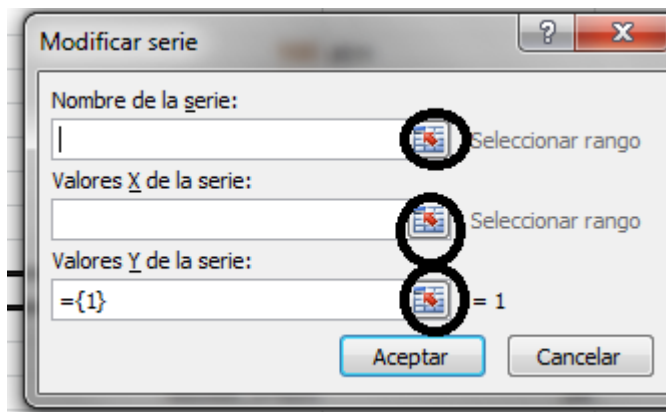 Modificar serie
Nombre de la serie:
Seleccionar rango
Valores X de la serie:
Seleccionar rango
Valores Y de la serie:
={1} = 1
Aceptar Cancelar